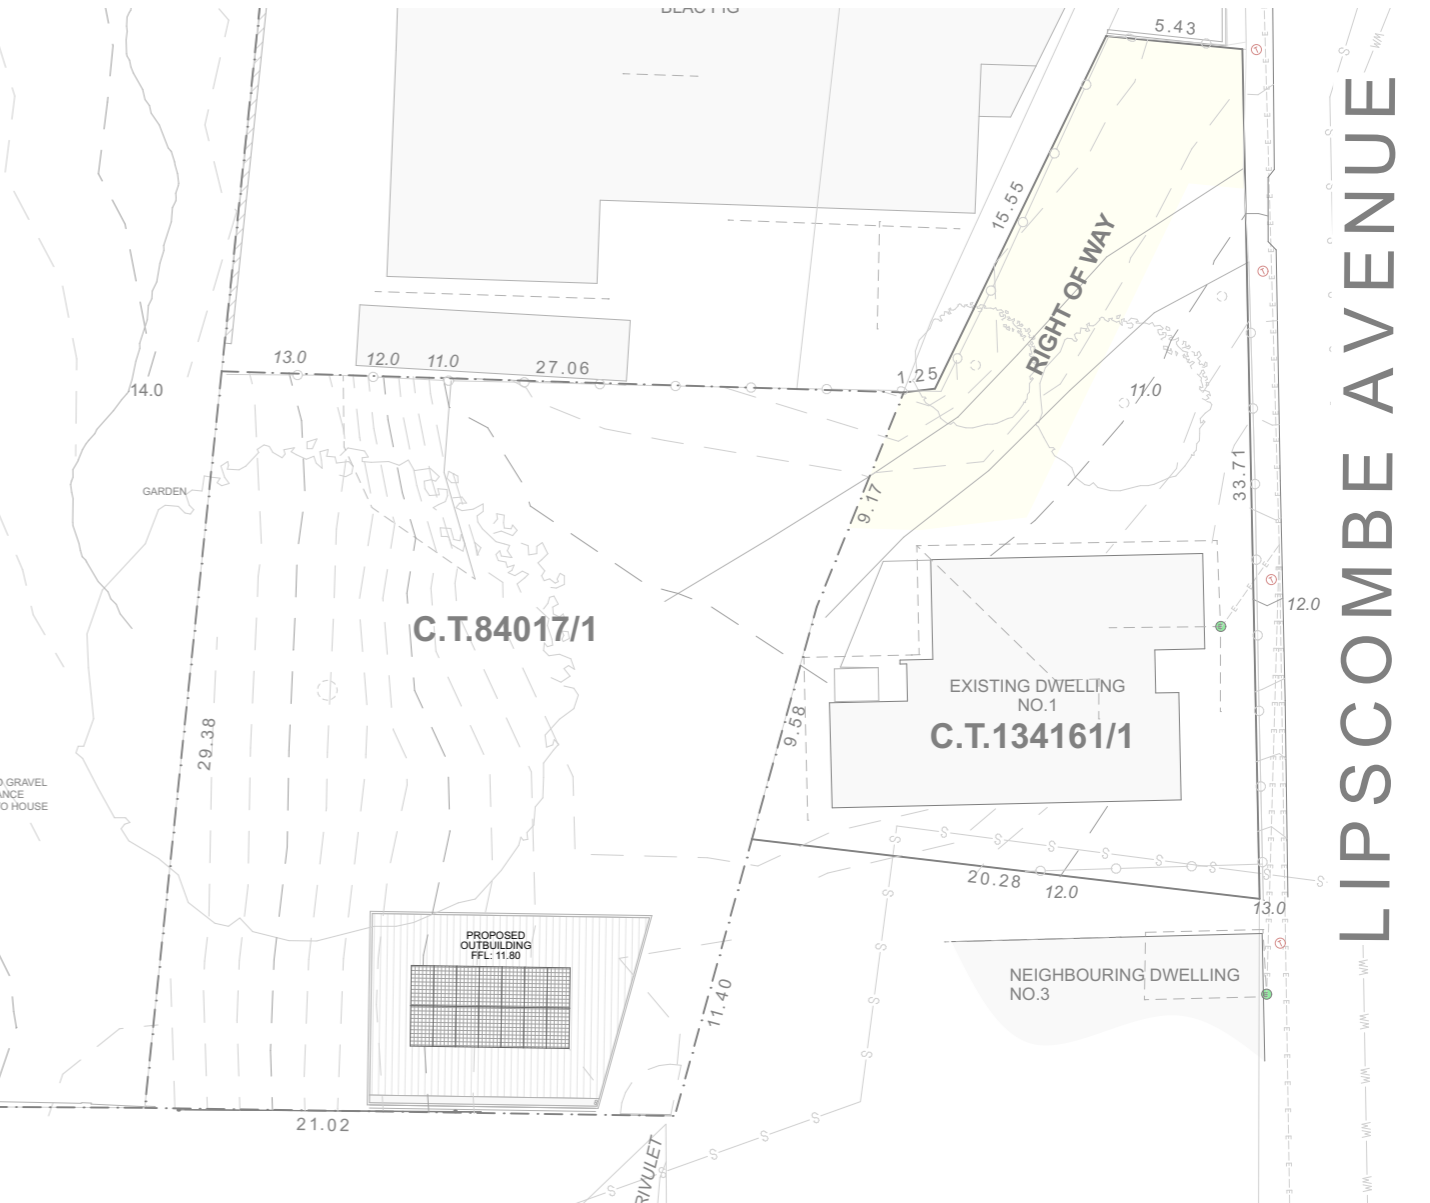 5.43
15.55
RIGHT OF WAY
13.0
12.0
11.0
27.06
1.25
14.0
11.0
GARDEN
9.17
33.71
LIPSCOMBE AVENUE
12.0
C.T.84017/1
EXISTING DWELLING
NO.1
C.T.134161/1
29.38
9.58
GRAVEL
TO HOUSE
20.28
12.0
13.0
PROPOSED
OUTBUILDING
FFL: 11.80
11.40
NEIGHBOURING DWELLING
NO.3
21.02
RIVULET